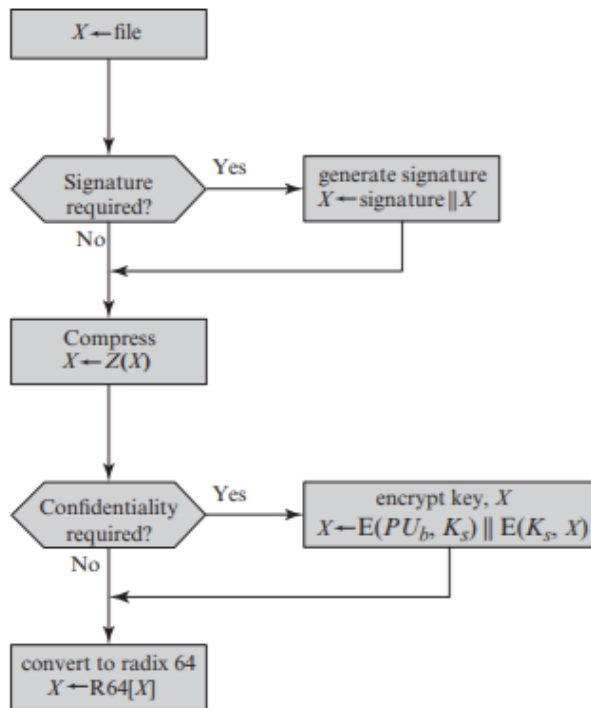 X←file
Yes
Signature
required?
generate signature
X←signature || X
No
Compress
X←Z(X)
Yes
Confidentiality
required?
encrypt key, X
X←E(PU_b, K_s) || E(K_s, X)
No
convert to radix 64
X←R64[X]